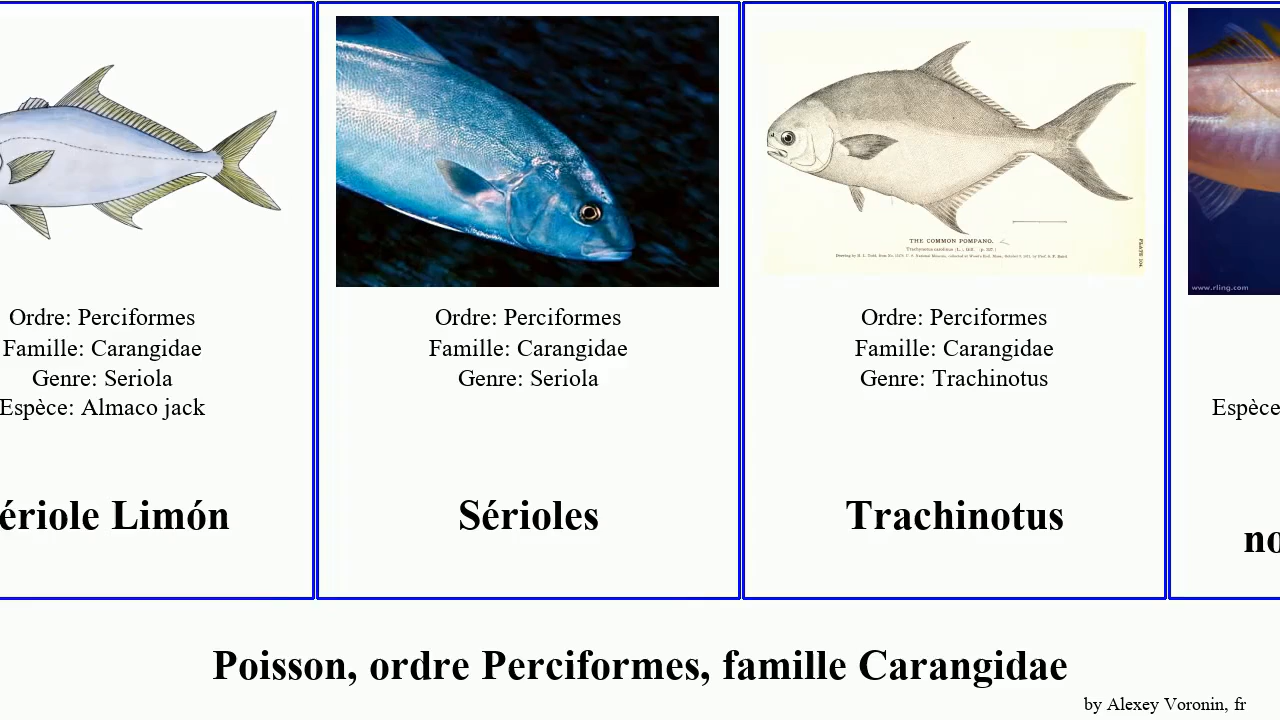 THE COMMON POMPANO.
PLATE 104.
www.rling.com
Ordre: Perciformes
Famille: Carangidae
Genre: Seriola
Espèce: Almaco jack
ériole Limón
Ordre: Perciformes
Famille: Carangidae
Genre: Seriola
Sérioles
Ordre: Perciformes
Famille: Carangidae
Genre: Trachinotus
Trachinotus
Espèce
no
Poisson, ordre Perciformes, famille Carangidae
by Alexey Voronin, fr